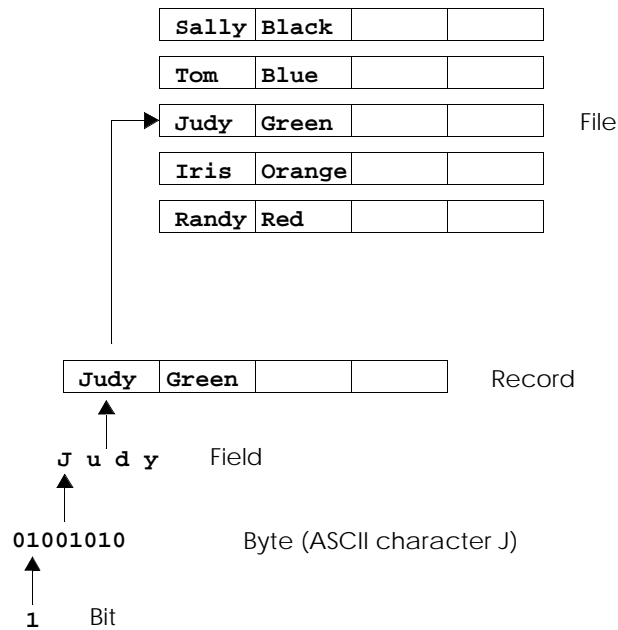 Sally Black
Tom Blue
Judy Green File
Iris Orange
Randy Red
Judy Green Record
J u d y Field
01001010 Byte (ASCII character J)
1 Bit